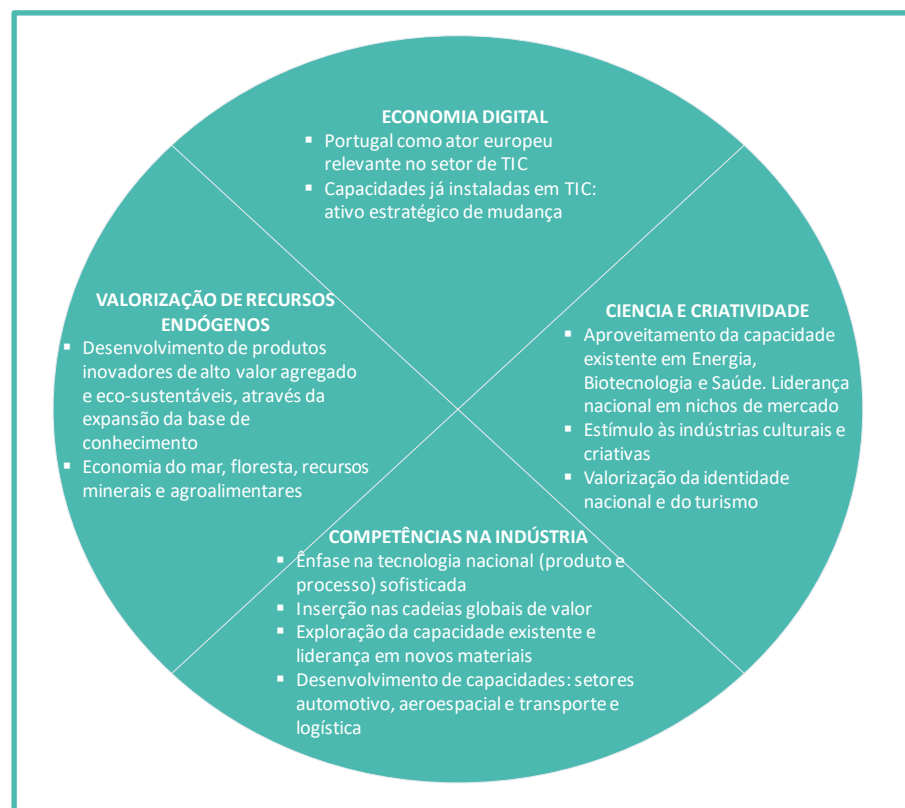 ECONOMIA DIGITAL
▪ Portugal como ator europeu
relevante no setor de TIC
▪ Capacidades já instaladas em TIC:
ativo estratégico de mudança
VALORIZAÇÃO DE RECURSOS
ENDÓGENOS
▪ Desenvolvimento de produtos
inovadores de alto valor agregado
e eco-sustentáveis, através da
expansão da base de
conhecimento
▪ Economia do mar, floresta, recursos
minerais e agroalimentares
CIENCIA E CRIATIVIDADE
▪ Aproveitamento da capacidade
existente em Energia,
Biotecnologia e Saúde. Liderança
nacional em nichos de mercado
▪ Estímulo às indústrias culturais e
criativas
▪ Valorização da identidade
nacional e do turismo
COMPETÊNCIAS NA INDÚSTRIA
▪ Ênfase na tecnologia nacional (produto e
processo) sofisticada
▪ Inserção nas cadeias globais de valor
▪ Exploração da capacidade existente e
liderança em novos materiais
▪ Desenvolvimento de capacidades: setores
automotivo, aeroespacial e transporte e
logística